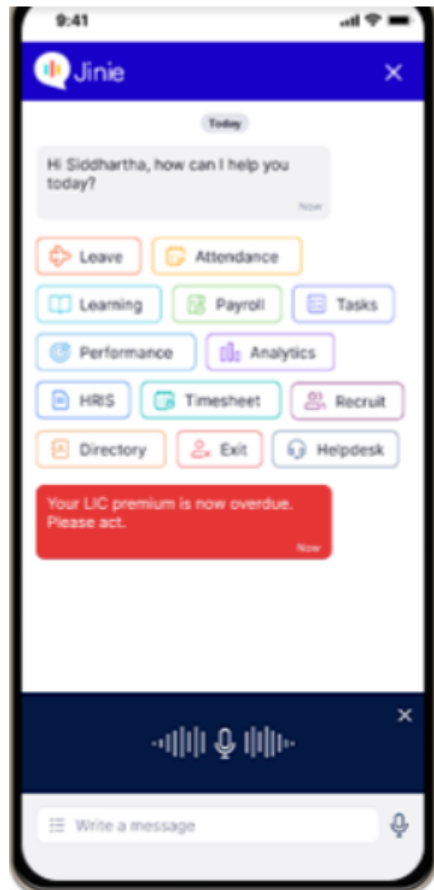 9:41
Jinie
Today
Hi Siddhartha, how can I help you
today?
Now
Leave Attendance
Learning Payroll Tasks
Performance Analytics
HRIS Timesheet Recruit
Directory Exit Helpdesk
Your LIC premium is now overdue.
Please act.
Now
Write a message